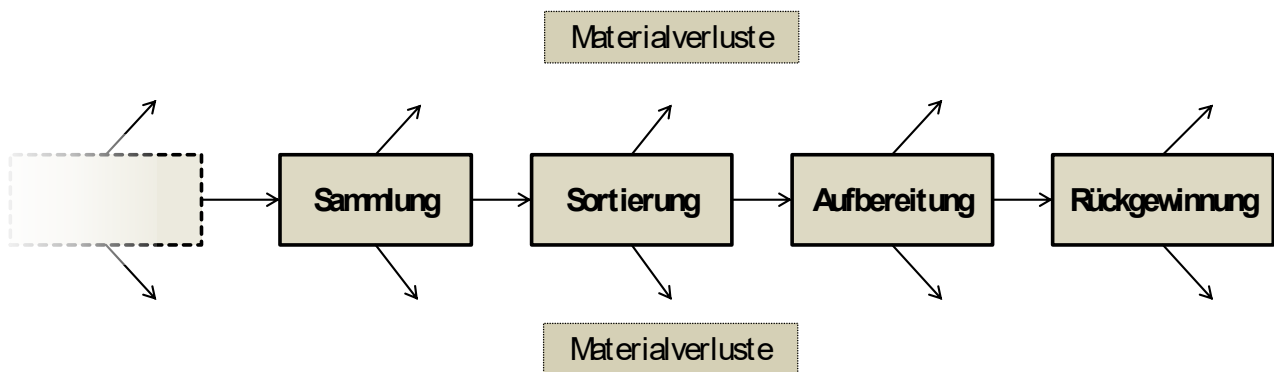 Materialverluste
Sammlung
Sortierung
Aufbereitung
Rückgewinnung
Materialverluste